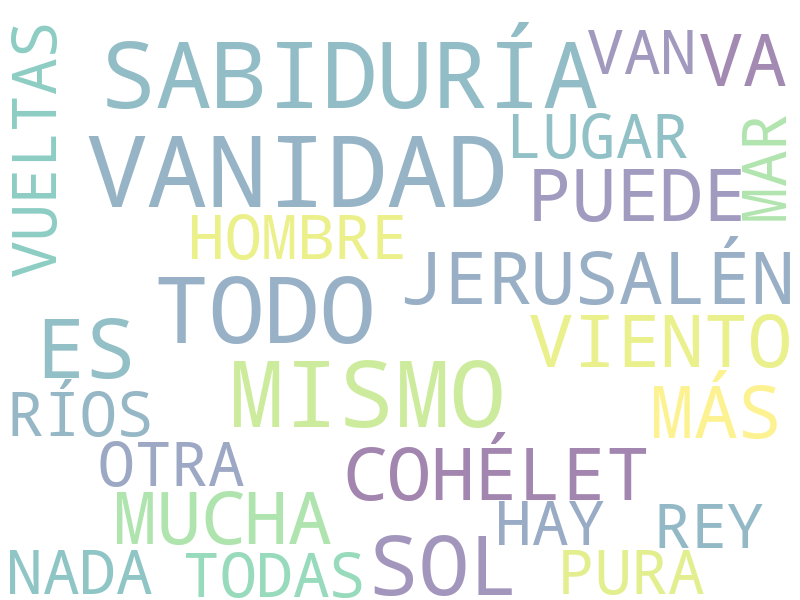 VUELTAS
SABIDURÍA
VAN
VA
VANIDAD
LUGAR
MAR
PUEDE
HOMBRE
JERUSALÉN
TODO
ES
VIENTO
MISMO
RÍOS
MÁS
OTRA
COHÉLET
MUCHA
HAY
REY
NADA
TODAS
SOL
PURA